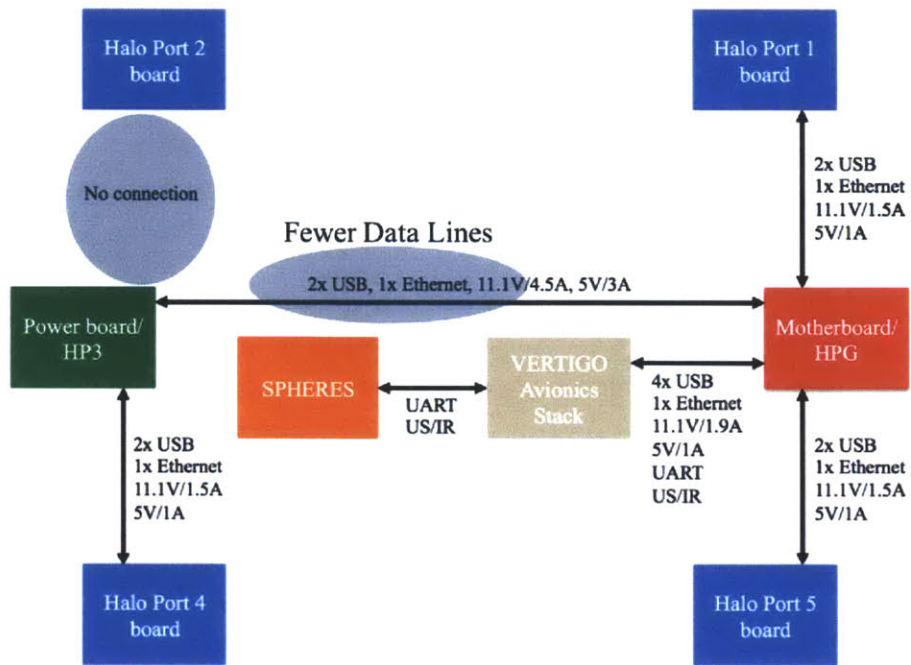 Halo Port 2
board
Halo Port 1
board
No connection
2x USB
1x Ethernet
11.1V/1.5A
5V/1A
Fewer Data Lines
2x USB, 1x Ethernet, 11.1V/4.5A, 5V/3A
Power board/
HP3
Motherboard/
HPG
SPHERES
VERTIGO
Avionics
Stack
UART
US/IR
4x USB
1x Ethernet
11.1V/1.9A
5V/1A
UART
US/IR
2x USB
1x Ethernet
11.1V/1.5A
5V/1A
2x USB
1x Ethernet
11.1V/1.5A
5V/1A
Halo Port 4
board
Halo Port 5
board